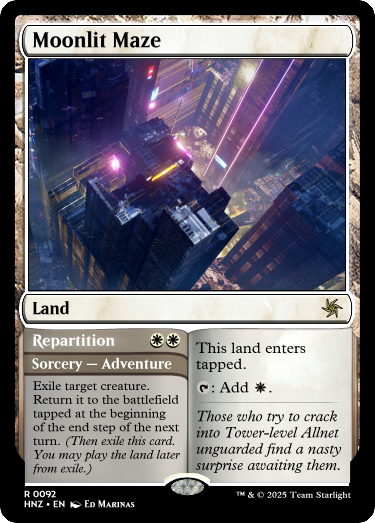 Moonlit Maze
Land
Repartition
Sorcery — Adventure
Exile target creature.
Return it to the battlefield
tapped at the beginning
of the end step of the next
turn. (Then exile this card.
You may play the land later
from exile.)
This land enters
tapped.
: Add .
Those who try to crack
into Tower-level Allnet
unguarded find a nasty
surprise awaiting them.
R 0092
HNZ • EN Ed Marinas
™ & © 2025 Team Starlight